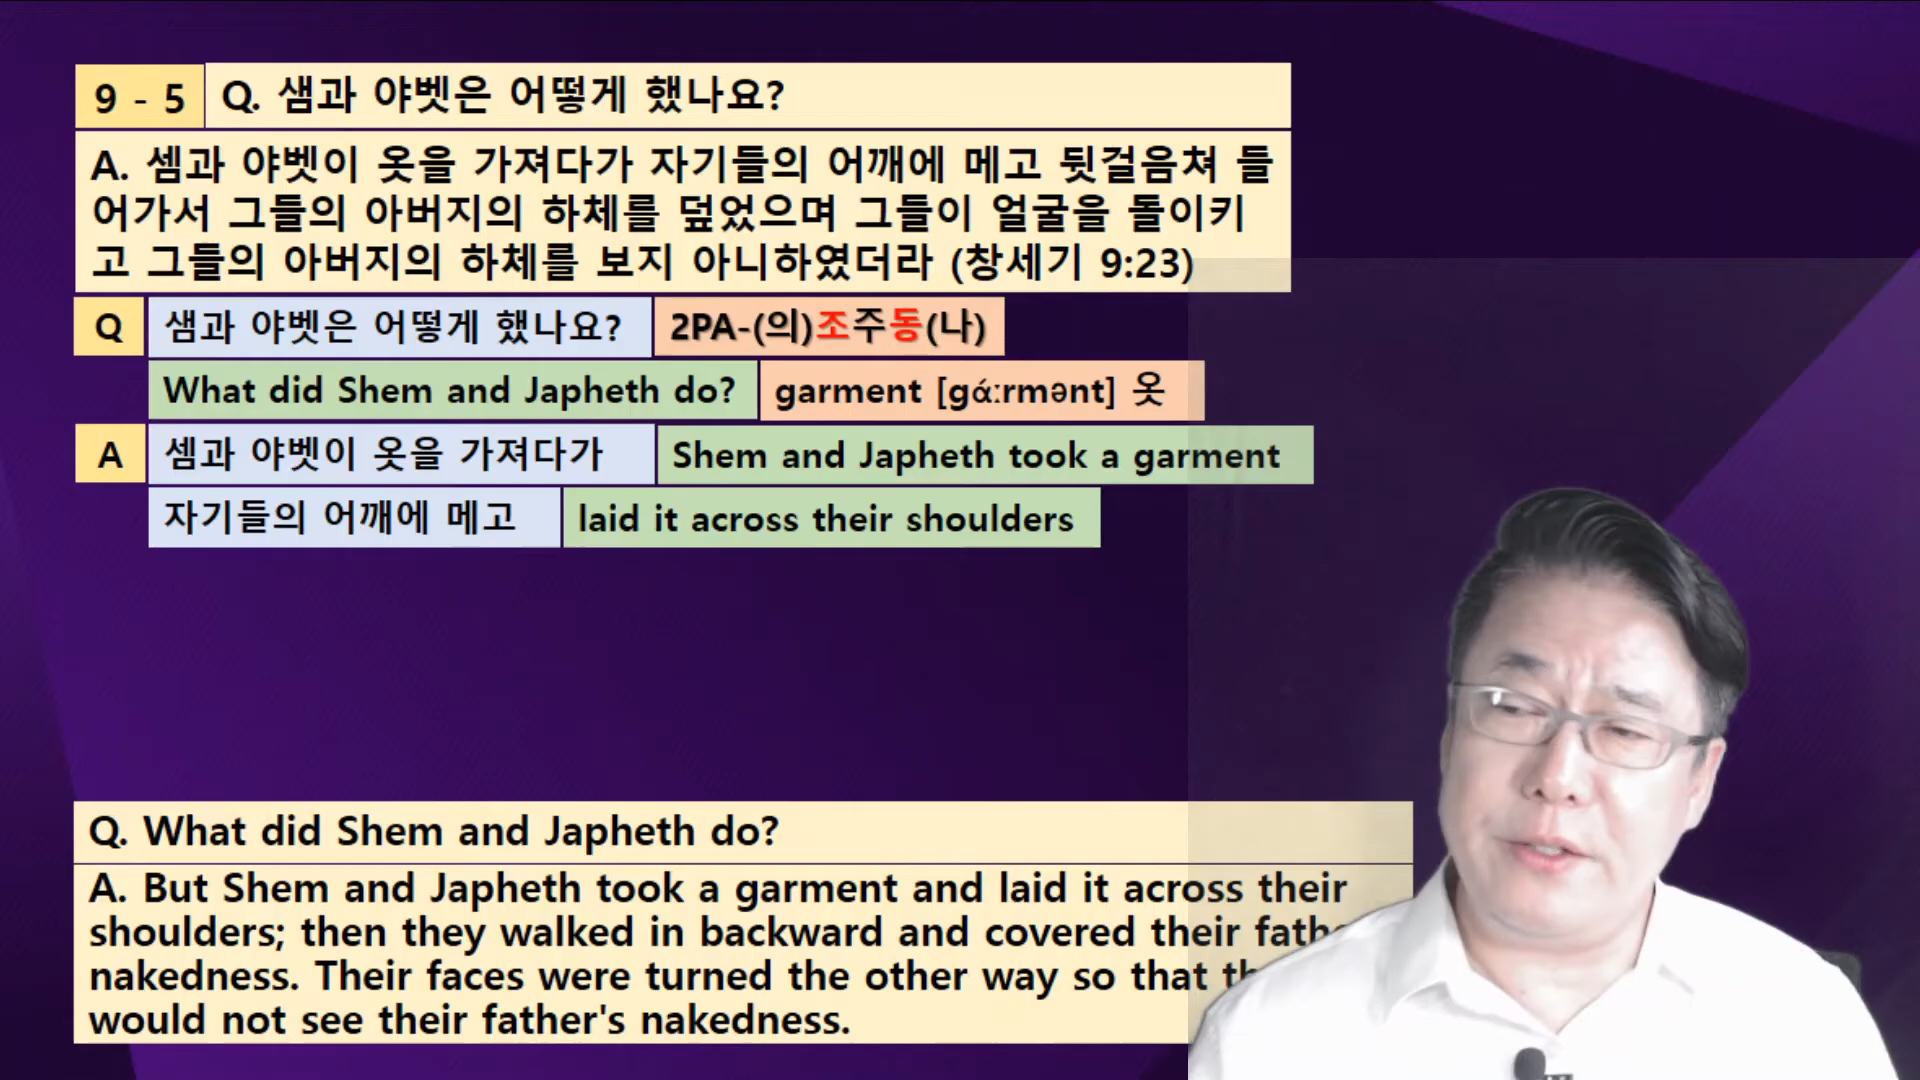 9 - 5
Q. 샘과 야벳은 어떻게 했나요?
A. 셈과 야벳이 옷을 가져다가 자기들의 어깨에 메고 뒷걸음쳐 들
어가서 그들의 아버지의 하체를 덮었으며 그들이 얼굴을 돌이키
고 그들의 아버지의 하체를 보지 아니하였더라 (창세기 9:23)
Q
샘과 야벳은 어떻게 했나요?
2PA-(의)조주동(나)
What did Shem and Japheth do?
garment [gάːrmənt] 옷
A
셈과 야벳이 옷을 가져다가
Shem and Japheth took a garment
자기들의 어깨에 메고
laid it across their shoulders
Q. What did Shem and Japheth do?
A. But Shem and Japheth took a garment and laid it across their
shoulders; then they walked in backward and covered their
nakedness. Their faces were turned the other way so that
would not see their father's nakedness.